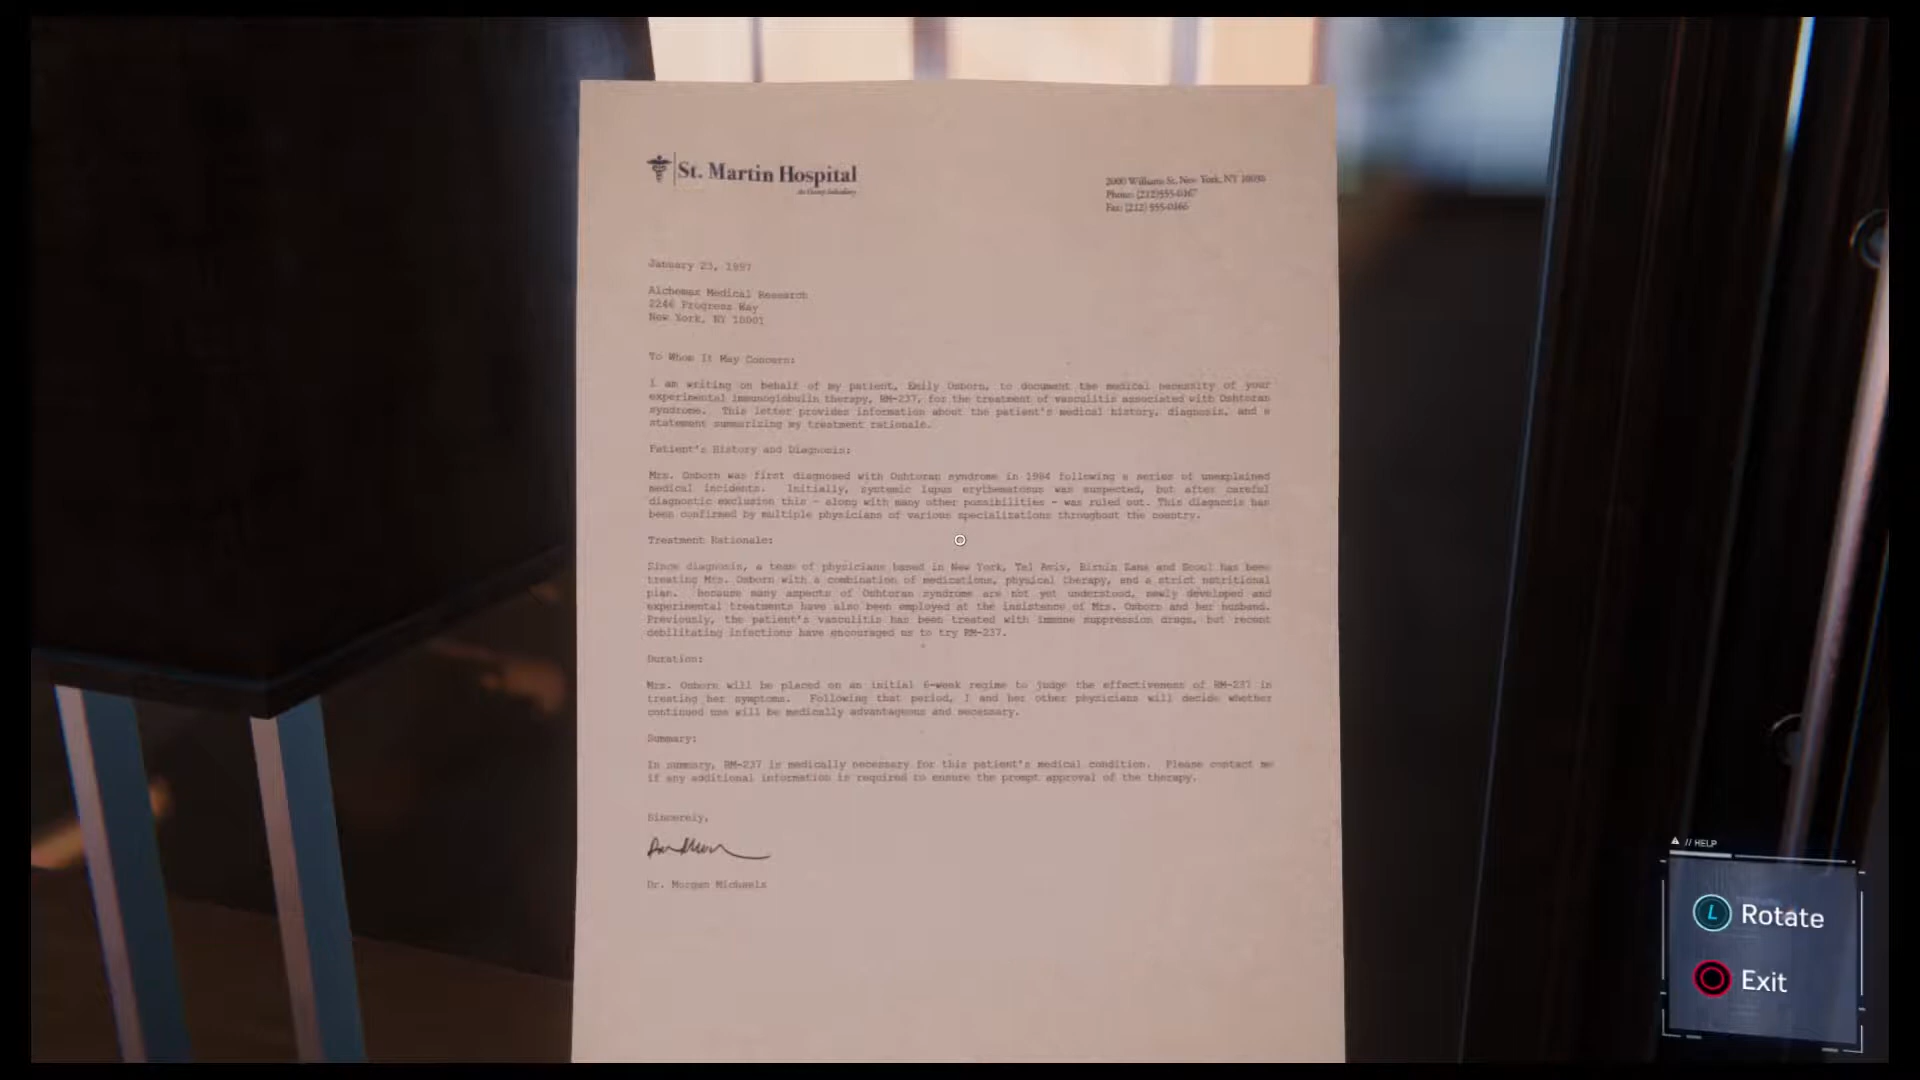 St. Martin Hospital
2000 Williams St. New York, NY 10036
Phone: (212)555-0167
Fax: (212) 555-0166
January 23, 1997
Alchemax Medical Research
2246 Progress Way
New York, NY 10001
To Whom It May Concern:
I am writing on behalf of my patient, Emily Osborn, to document the medical necessity of your
experimental immunoglobulin therapy, RM-237, for the treatment of vasculitis associated with Oshtoran
syndrome. This letter provides information about the patient's medical history, diagnosis, and a
statement summarizing my treatment rationale.
Patient's History and Diagnosis:
Mrs. Osborn was first diagnosed with Oshtoran syndrome in 1984 following a series of unexplained
medical incidents. Initially, systemic lupus erythematosus was suspected, but after careful
diagnostic exclusion this - along with many other possibilities - was ruled out. This diagnosis has
been confirmed by multiple physicians of various specializations throughout the country.
Treatment Rationale:
Since diagnosis, a team of physicians based in New York, Tel Aviv, Birnin Zana and Seoul has been
treating Mrs. Osborn with a combination of medications, physical therapy, and a strict nutritional
plan. Because many aspects of Oshtoran syndrome are not yet understood, newly developed and
experimental treatments have also been employed at the insistence of Mrs. Osborn and her husband.
Previously, the patient's vasculitis has been treated with immune suppression drugs, but recent
debilitating infections have encouraged us to try RM-237.
Duration:
Mrs. Osborn will be placed on an initial 6-week regime to judge the effectiveness of RM-237 in
treating her symptoms. Following that period, I and her other physicians will decide whether
continued use will be medically advantageous and necessary.
Summary:
In summary, RM-237 is medically necessary for this patient's medical condition. Please contact me
if any additional information is required to ensure the prompt approval of the therapy.
Sincerely,
Dr. Morgan Michaels
// HELP
L Rotate
Exit